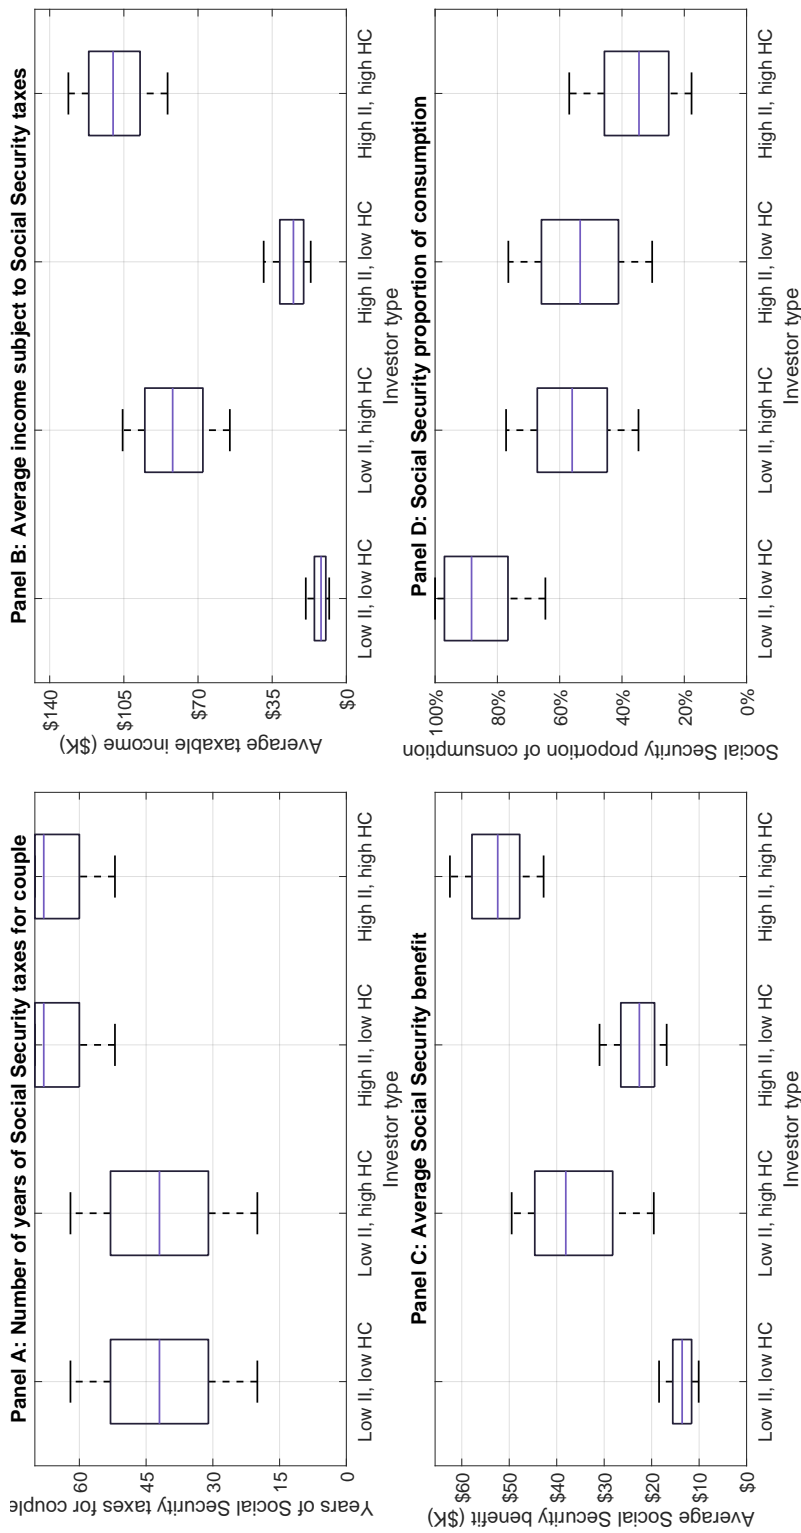 Panel A: Number of years of Social Security taxes for couple
Years of Social Security taxes for couple
60
45
30
15
0
Low II, low HC
Low II, high HC
High II, low HC
High II, high HC
Investor type
Panel B: Average income subject to Social Security taxes
Average taxable income ($K)
$140
$105
$70
$35
$0
Low II, low HC
Low II, high HC
High II, low HC
High II, high HC
Investor type
Panel C: Average Social Security benefit
Average Social Security benefit ($K)
$60
$50
$40
$30
$20
$10
$0
Low II, low HC
Low II, high HC
High II, low HC
High II, high HC
Investor type
Panel D: Social Security proportion of consumption
Social Security proportion of consumption
100%
80%
60%
40%
20%
0%
Low II, low HC
Low II, high HC
High II, low HC
High II, high HC
Investor type